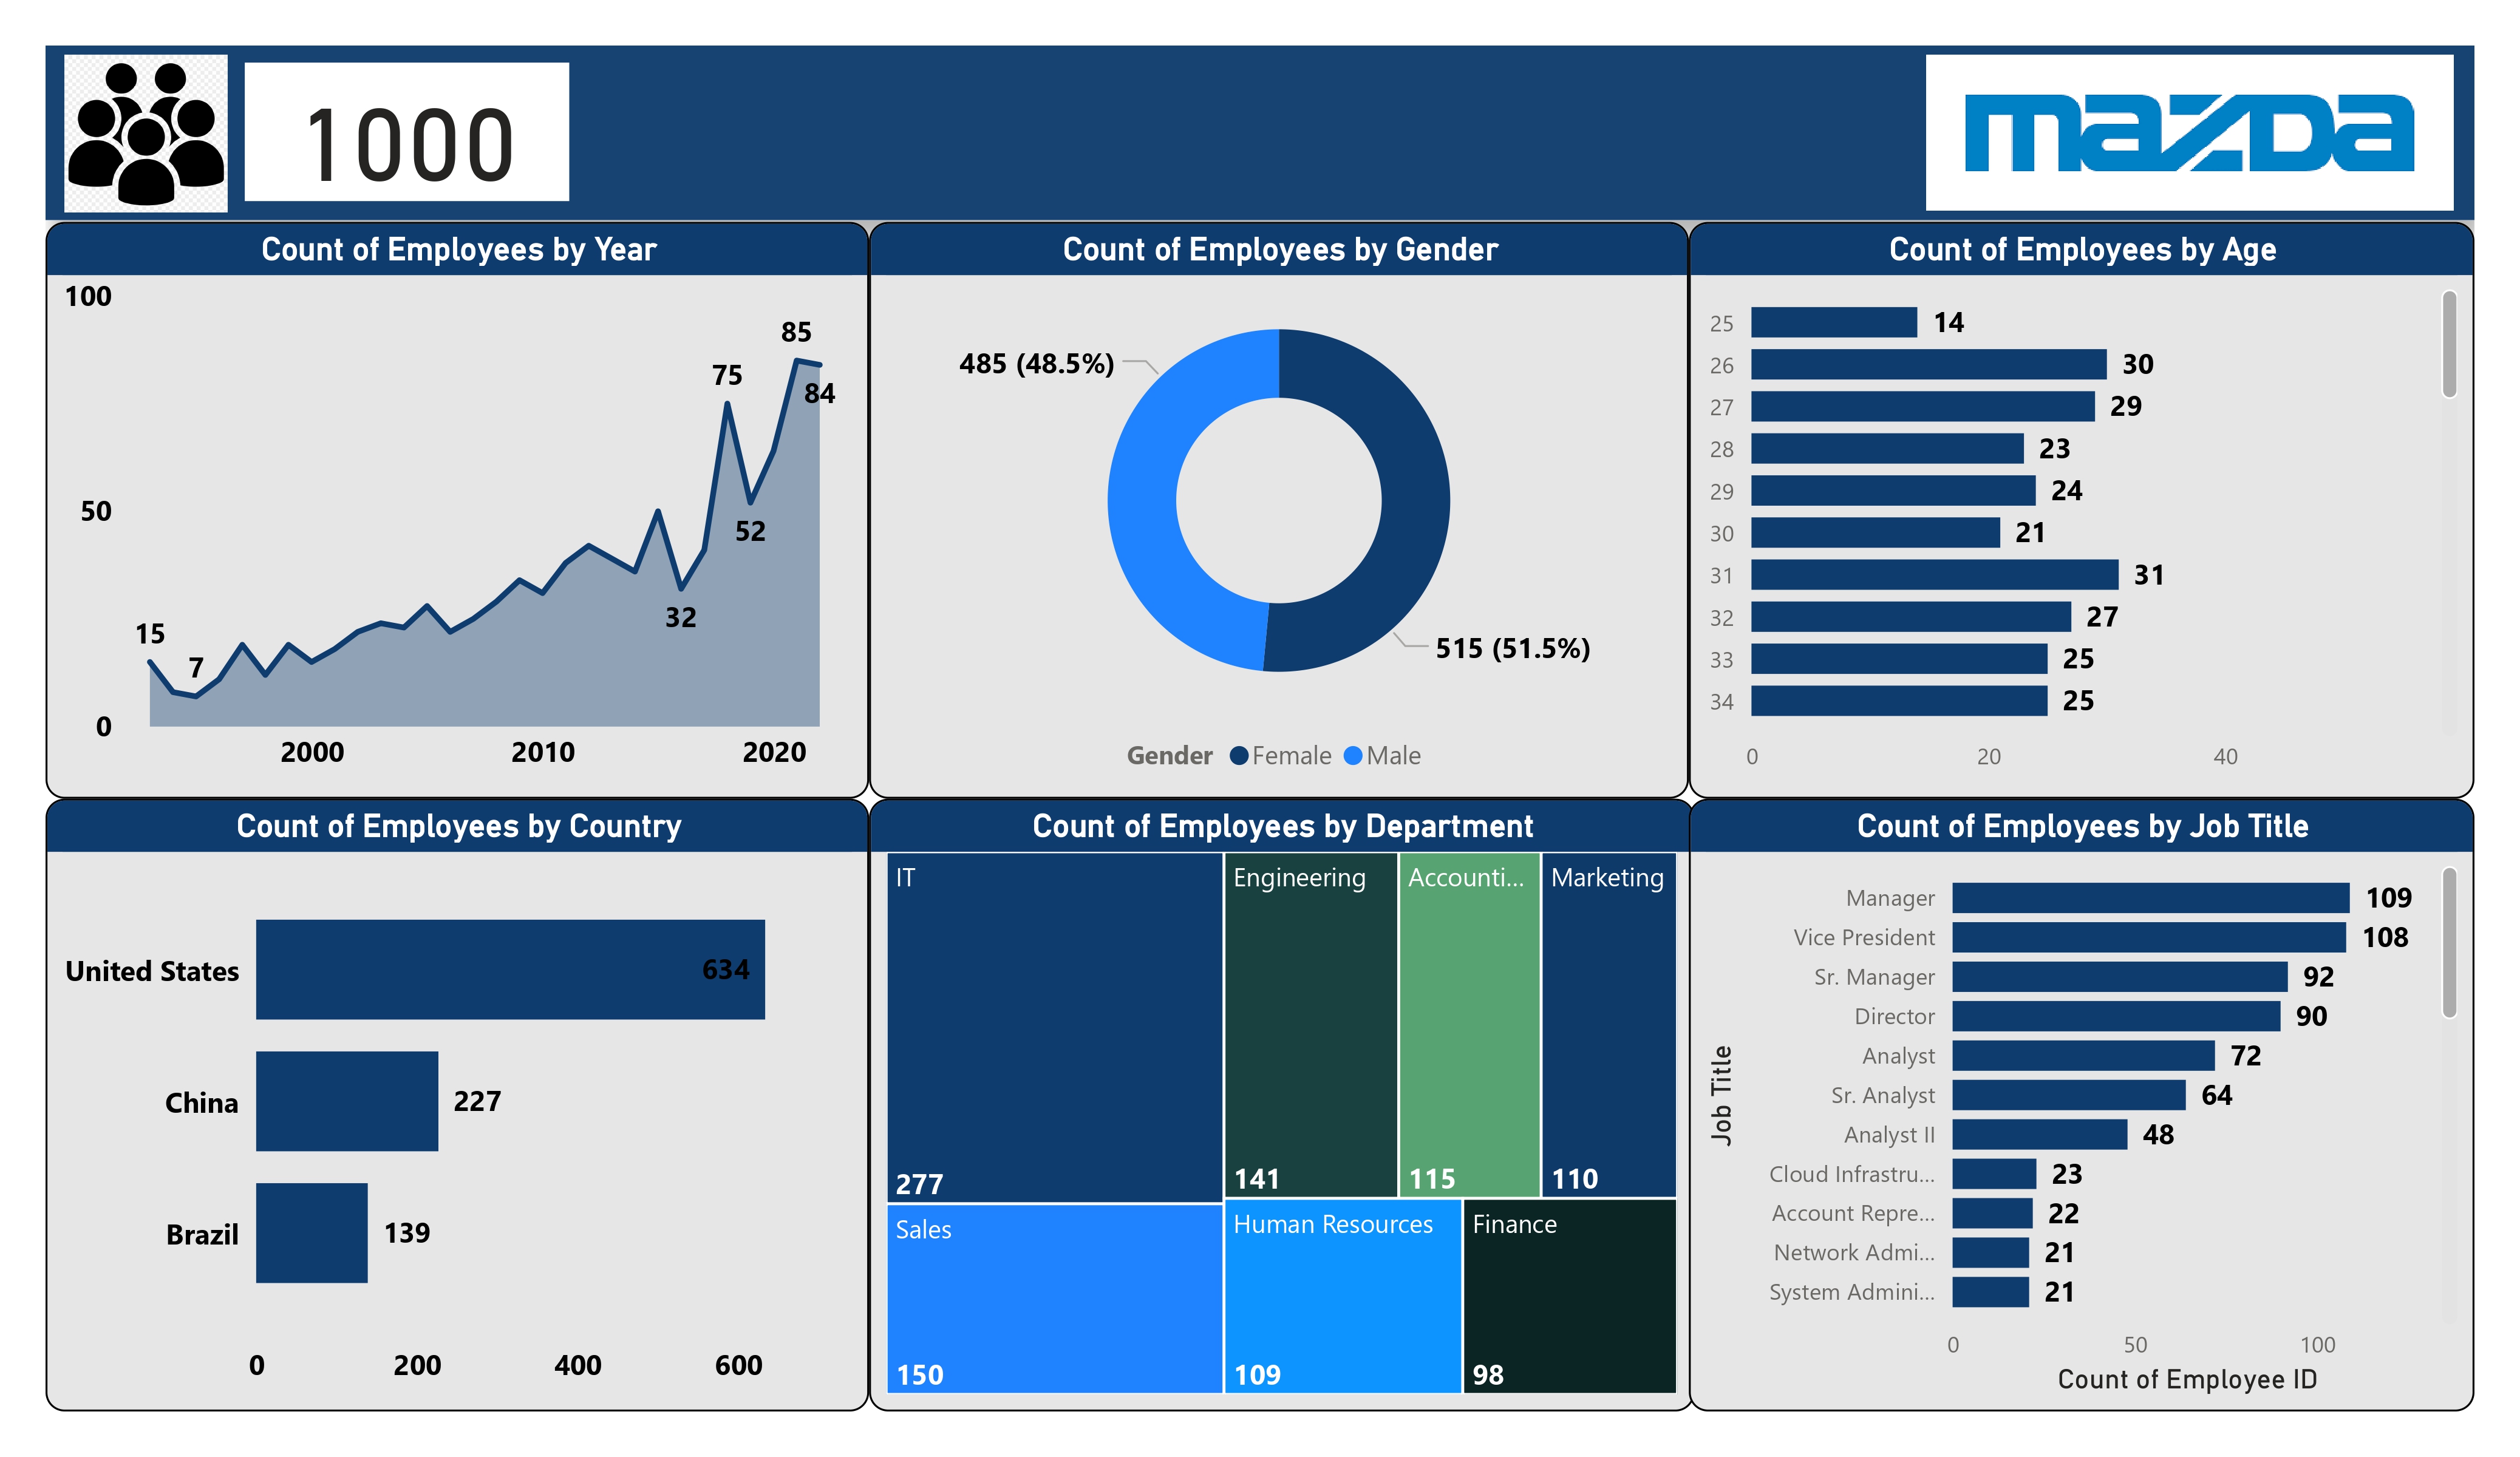 1000
mazda
Count of Employees by Year
100
50
0
15
7
32
75
52
85
84
2000 2010 2020
Count of Employees by Gender
485 (48.5%)
515 (51.5%)
Gender Female Male
Count of Employees by Age
25 14
26 30
27 29
28 23
29 24
30 21
31 31
32 27
33 25
34 25
0 20 40
Count of Employees by Country
United States 634
China 227
Brazil 139
0 200 400 600
Count of Employees by Department
IT
277
Sales
150
Engineering
141
Accounti...
115
Marketing
110
Human Resources
109
Finance
98
Count of Employees by Job Title
Job Title
Manager 109
Vice President 108
Sr. Manager 92
Director 90
Analyst 72
Sr. Analyst 64
Analyst II 48
Cloud Infrastru... 23
Account Repre... 22
Network Admi... 21
System Admini... 21
0 50 100
Count of Employee ID